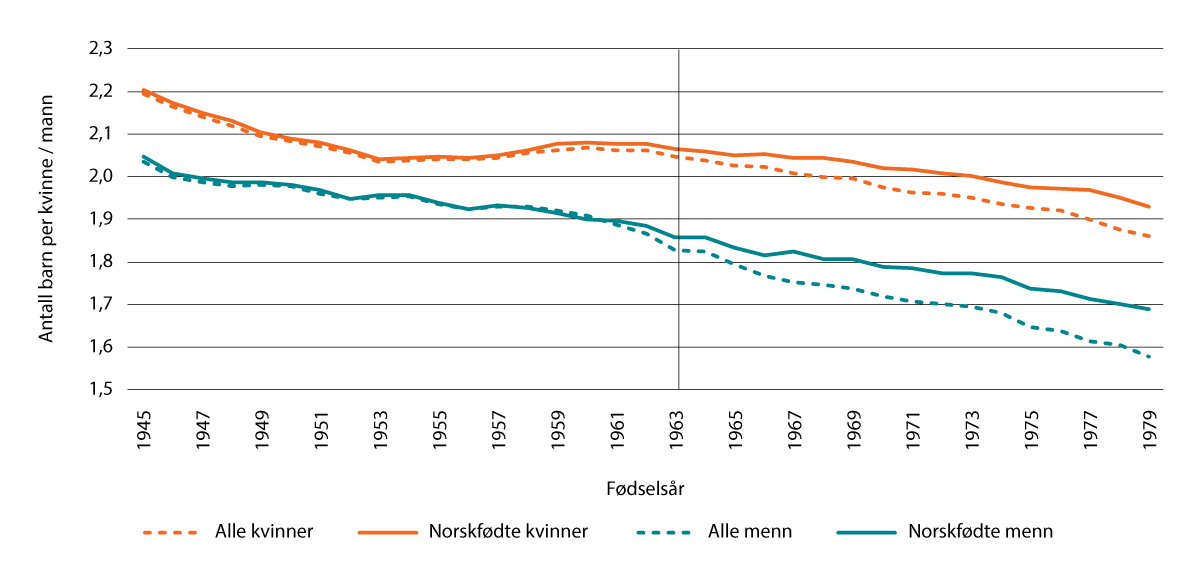 2,3
2,2
2,1
2,0
1,9
1,8
1,7
1,6
1,5
Antall barn per kvinne / mann
1945 1947 1949 1951 1953 1955 1957 1959 1961 1963 1965 1967 1969 1971 1973 1975 1977 1979
Fødselsår
Alle kvinner Norskfødte kvinner Alle menn Norskfødte menn